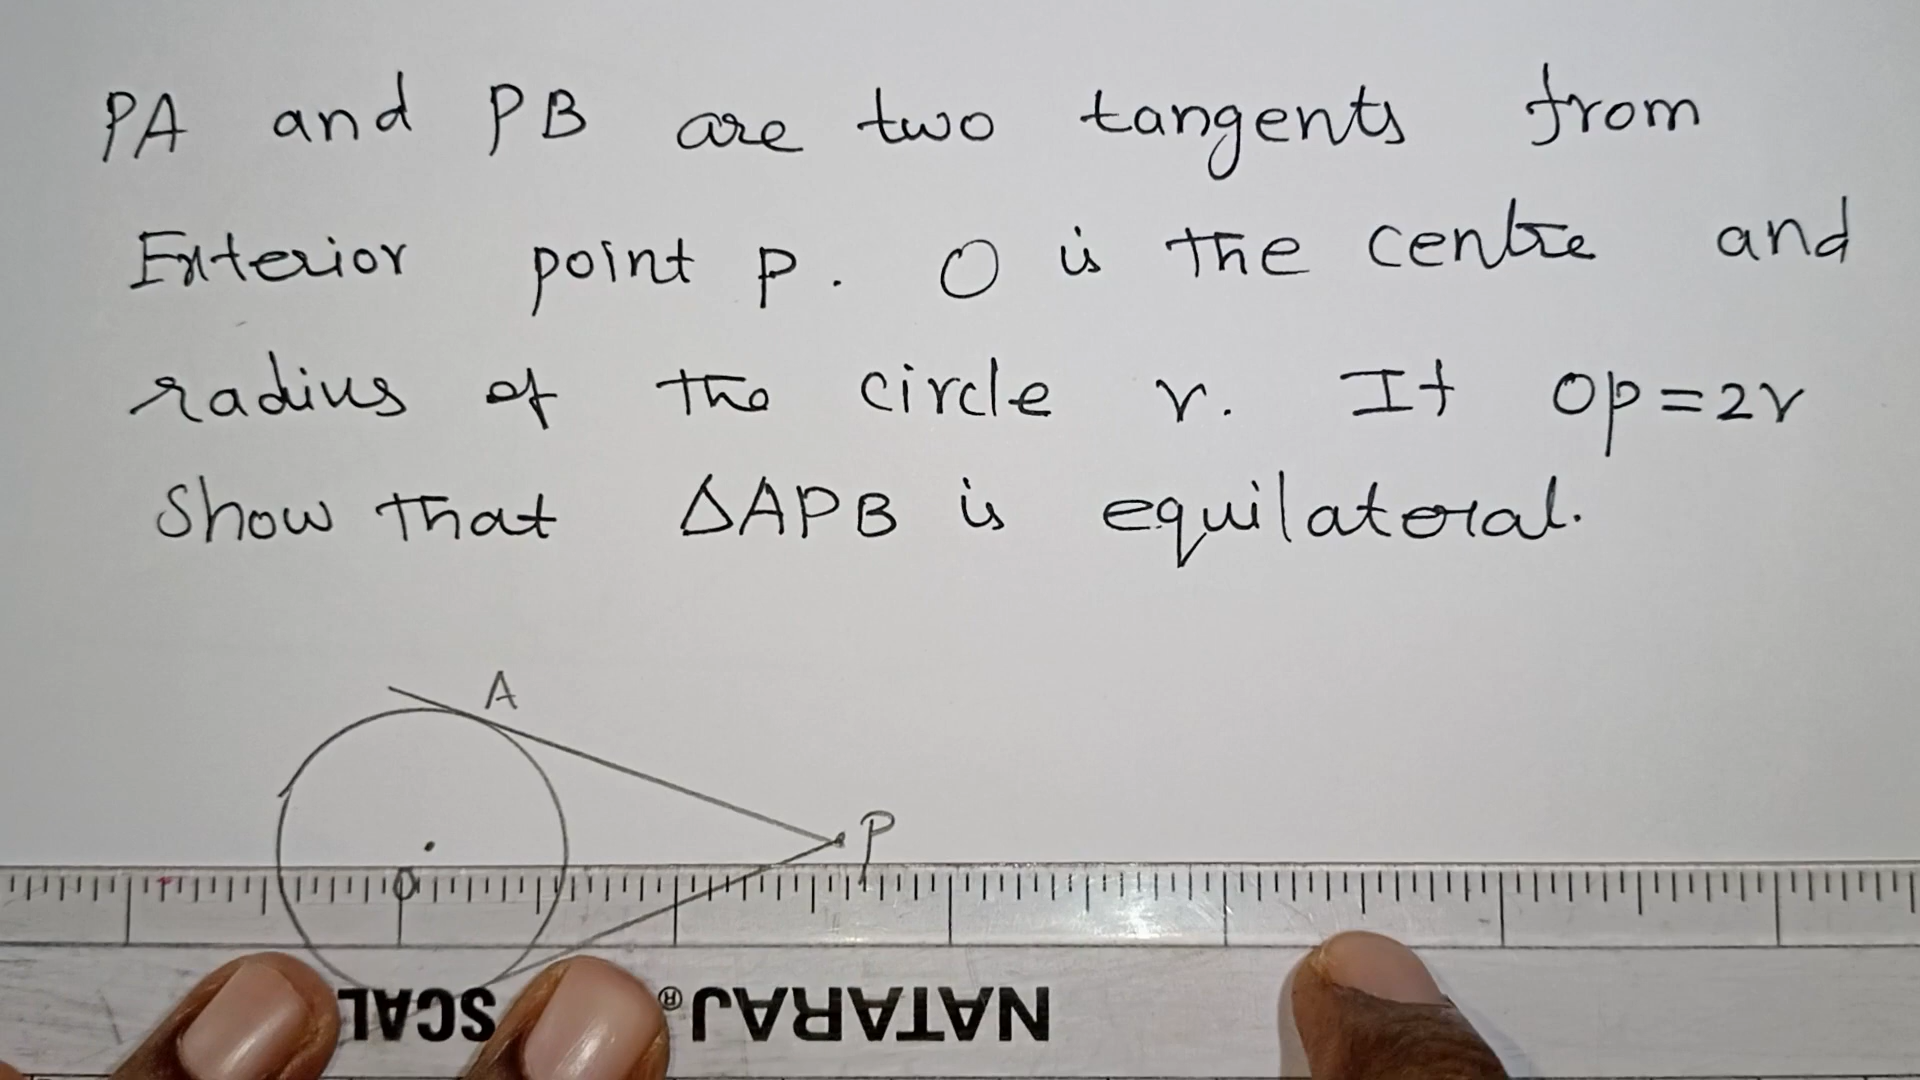 PA and PB are two tangents from
Exterior point P. O is the centre and
radius of the circle r. If OP=2r
Show that ΔAPB is equilateral.
A
P
O
NATARAJ® SCAL